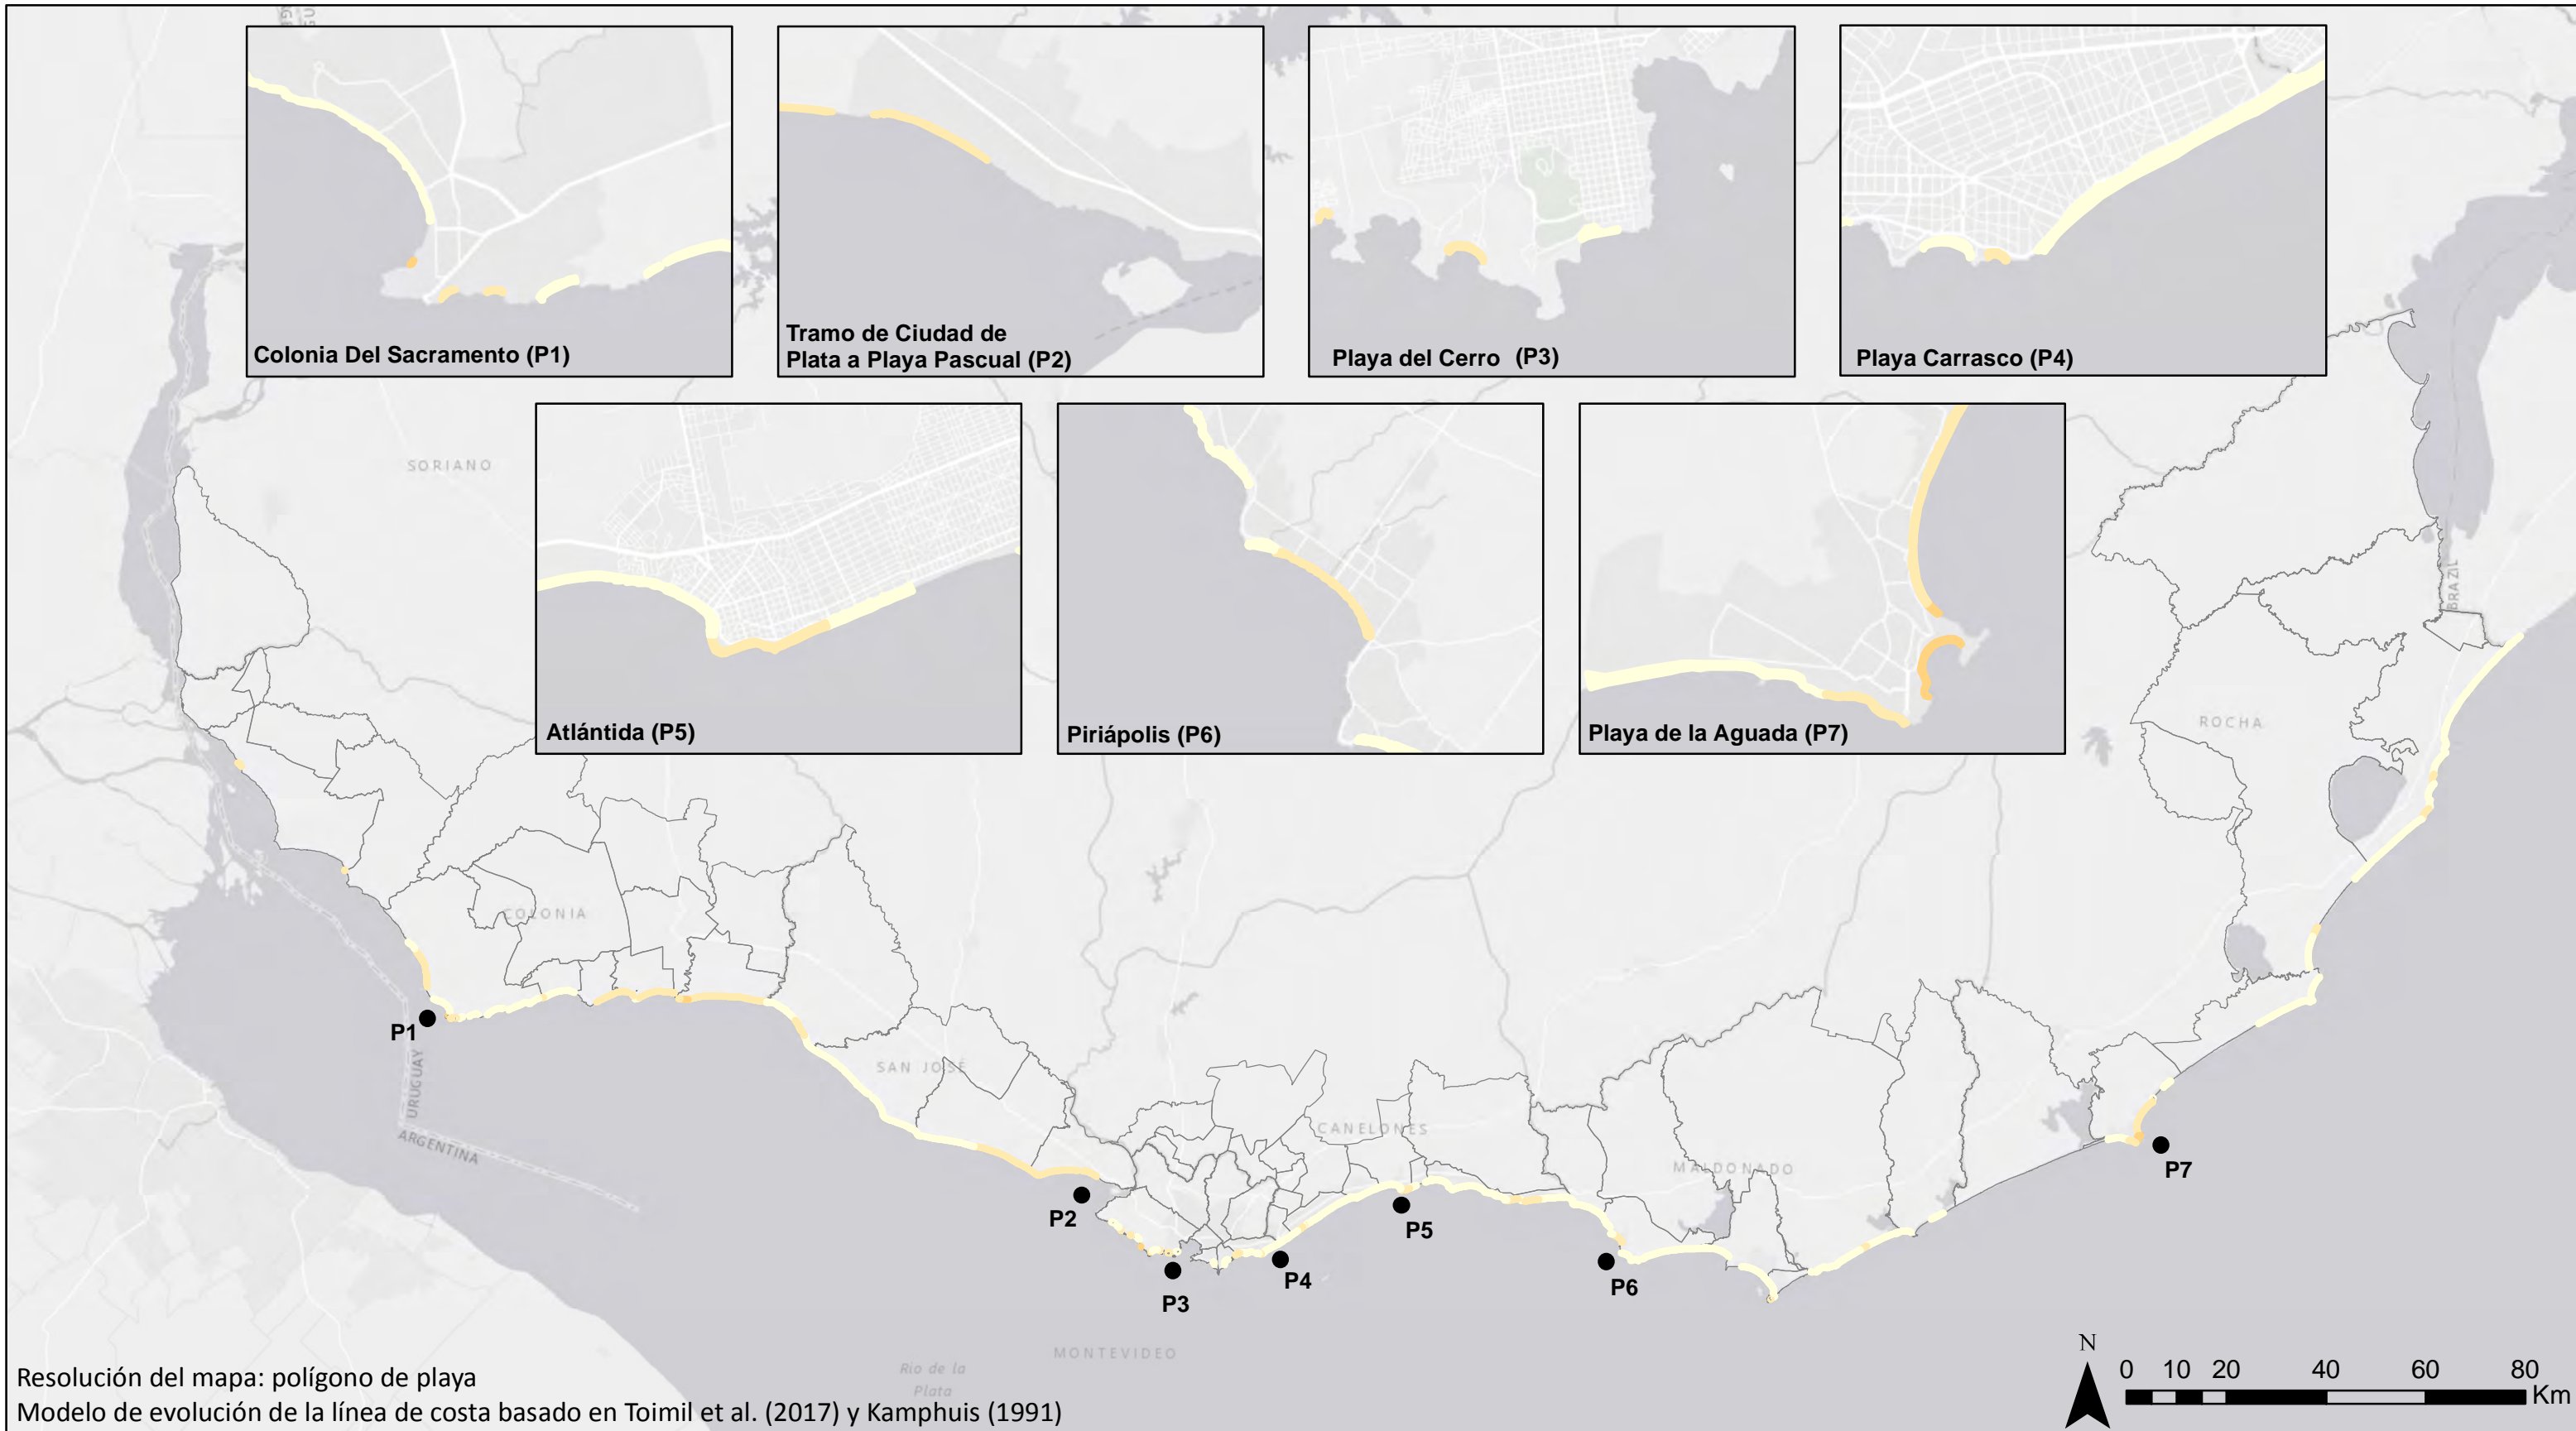 Colonia Del Sacramento (P1)
Tramo de Ciudad de
Plata a Playa Pascual (P2)
Playa del Cerro (P3)
Playa Carrasco (P4)
Atlántida (P5)
Piriápolis (P6)
Playa de la Aguada (P7)
SORIANO
BRAZIL
ROCHA
COLONIA
P1
URUGUAY
ARGENTINA
SAN JOSÉ
CANELONES
MALDONADO
P2
P3
P4
P5
P6
P7
MONTEVIDEO
Rio de la
Plata
Resolución del mapa: polígono de playa
Modelo de evolución de la línea de costa basado en Toimil et al. (2017) y Kamphuis (1991)
N
0 10 20 40 60 80
Km